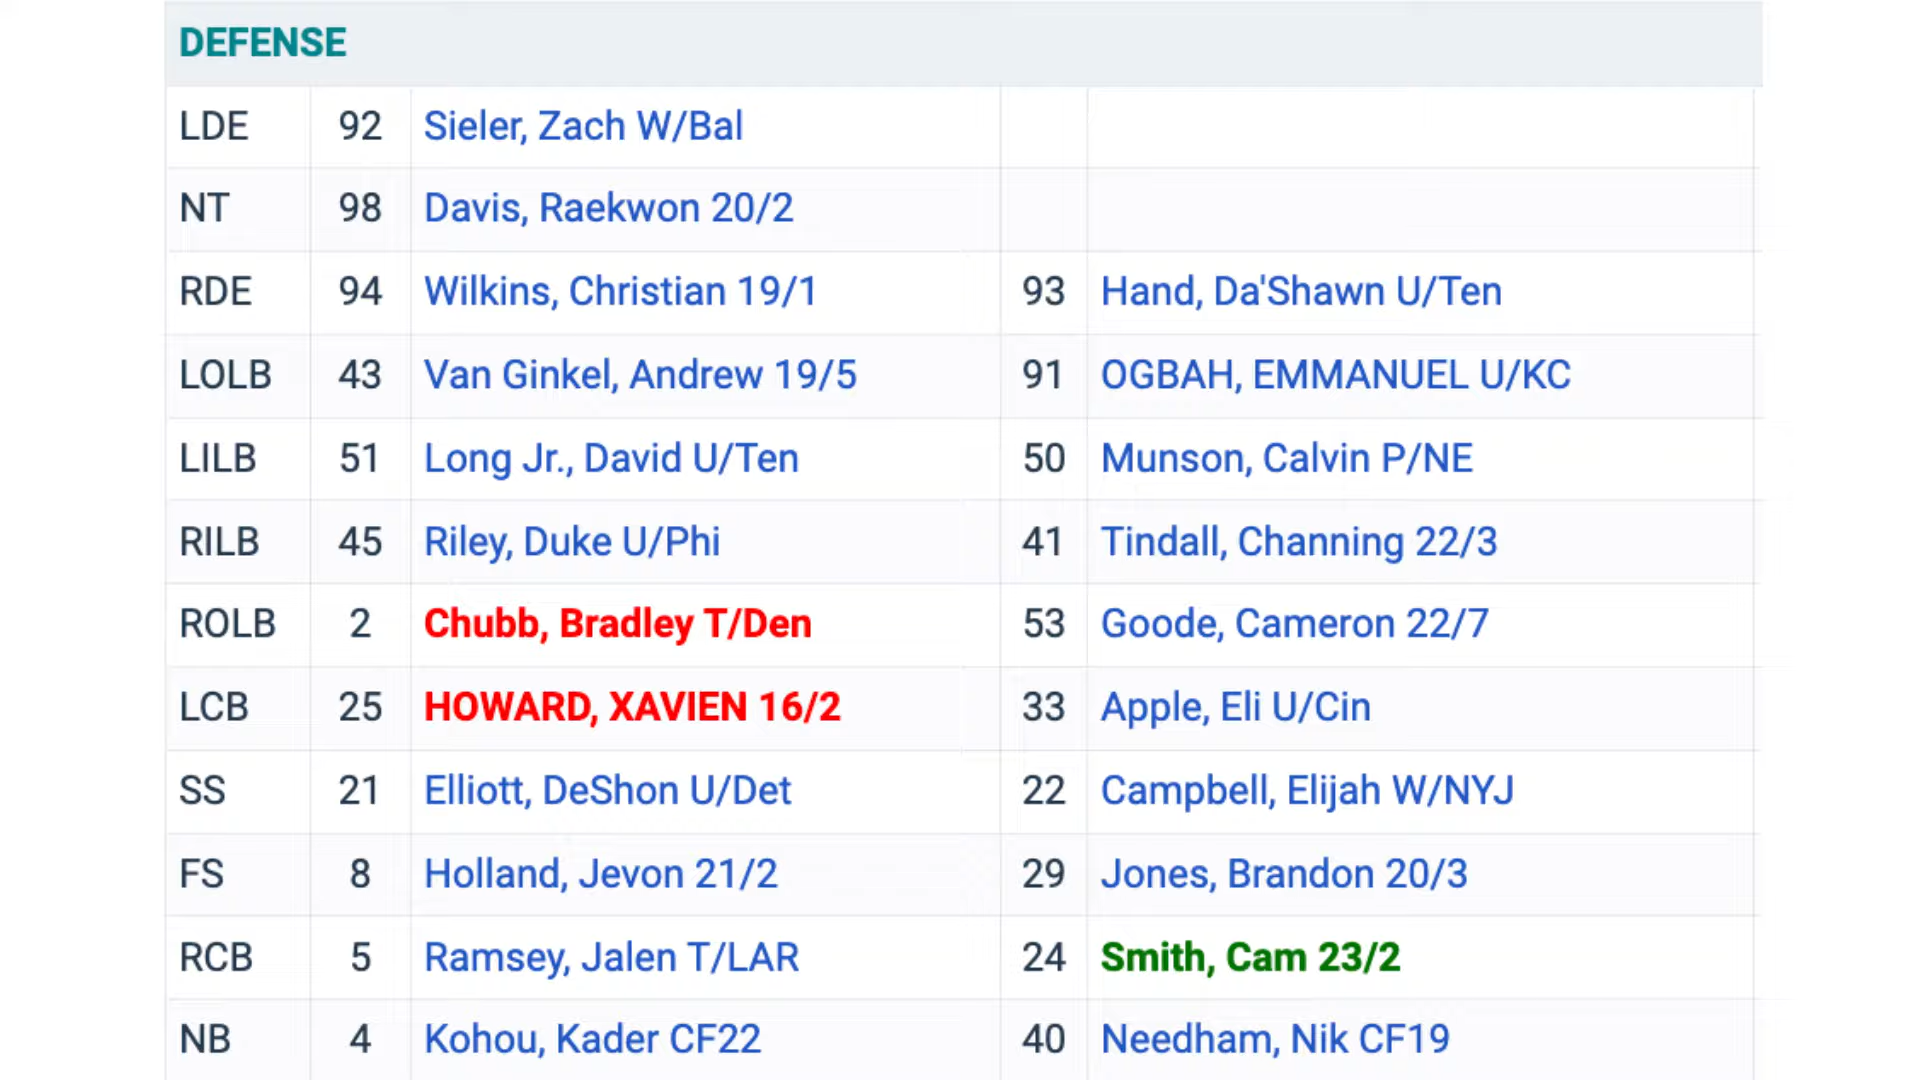 DEFENSE
LDE 92 Sieler, Zach W/Bal
NT 98 Davis, Raekwon 20/2
RDE 94 Wilkins, Christian 19/1 93 Hand, Da'Shawn U/Ten
LOLB 43 Van Ginkel, Andrew 19/5 91 OGBAH, EMMANUEL U/KC
LILB 51 Long Jr., David U/Ten 50 Munson, Calvin P/NE
RILB 45 Riley, Duke U/Phi 41 Tindall, Channing 22/3
ROLB 2 Chubb, Bradley T/Den 53 Goode, Cameron 22/7
LCB 25 HOWARD, XAVIEN 16/2 33 Apple, Eli U/Cin
SS 21 Elliott, DeShon U/Det 22 Campbell, Elijah W/NYJ
FS 8 Holland, Jevon 21/2 29 Jones, Brandon 20/3
RCB 5 Ramsey, Jalen T/LAR 24 Smith, Cam 23/2
NB 4 Kohou, Kader CF22 40 Needham, Nik CF19